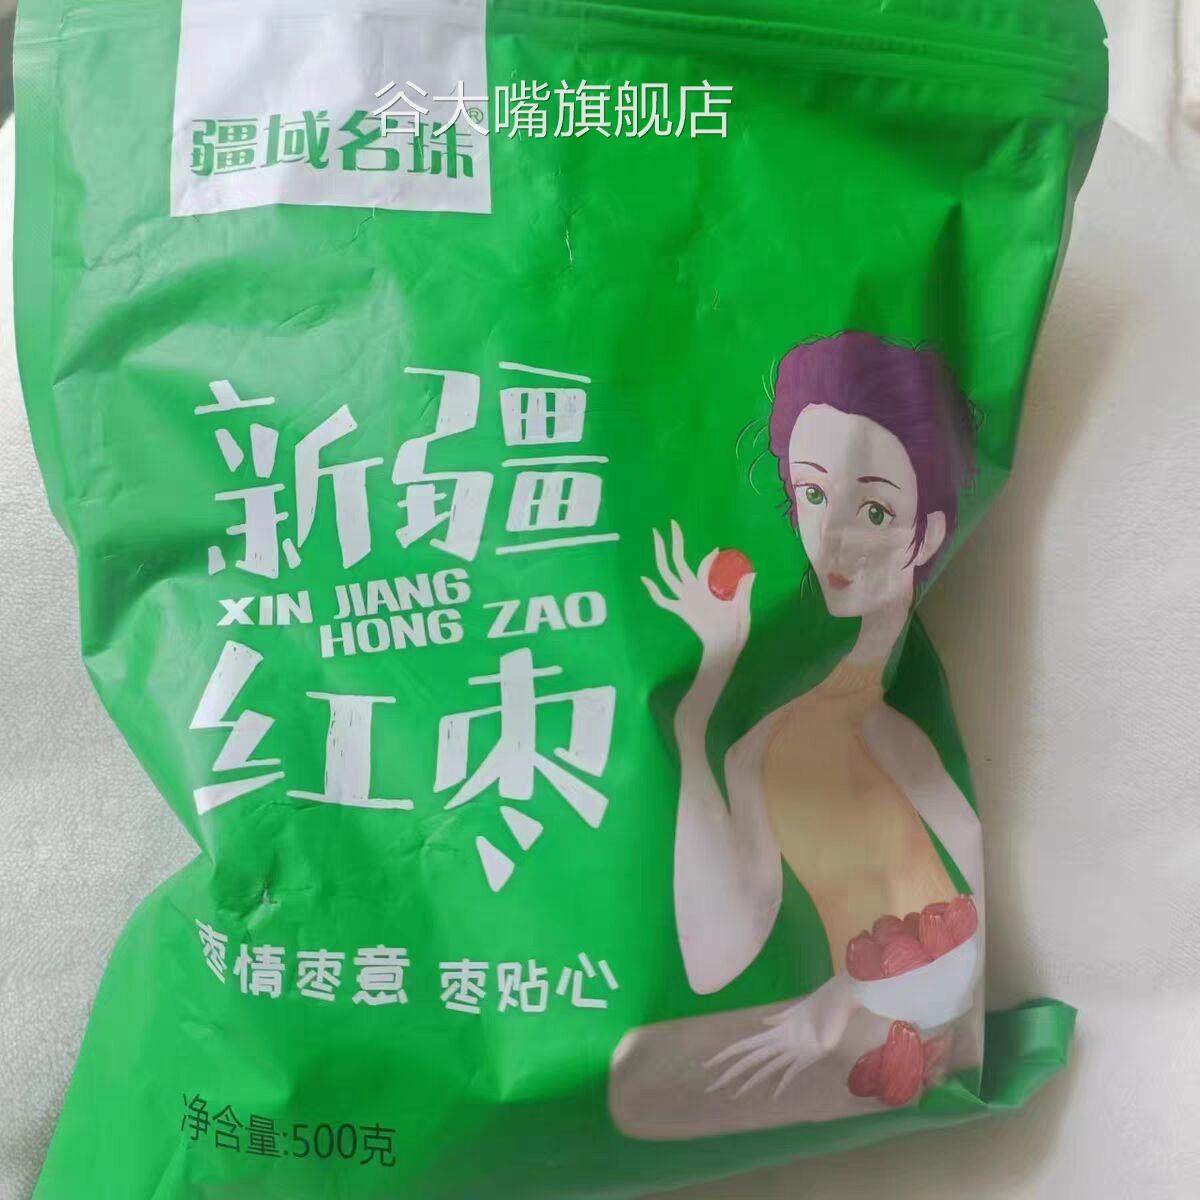 谷大嘴旗舰店
疆域名珠®
新疆
XIN JIANG
HONG ZAO
红枣
枣情枣意 枣贴心
净含量:500克